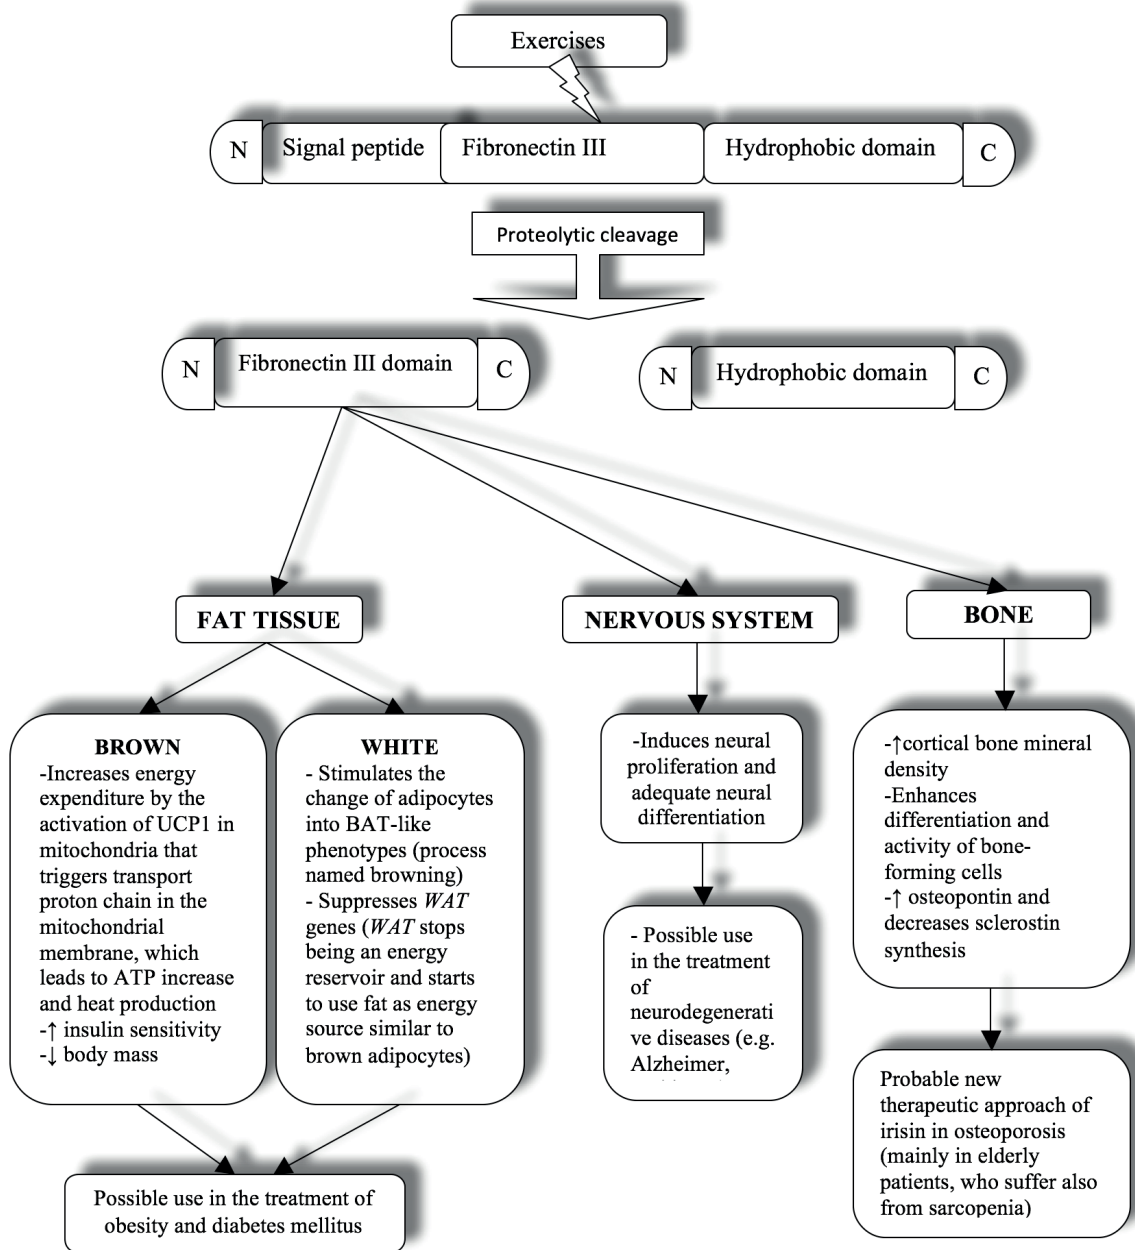 Exercises
N
Signal peptide
Fibronectin III
Hydrophobic domain
C
Proteolytic cleavage
N
Fibronectin III domain
C
N
Hydrophobic domain
C
FAT TISSUE
NERVOUS SYSTEM
BONE
BROWN
-Increases energy
expenditure by the
activation of UCP1 in
mitochondria that
triggers transport
proton chain in the
mitochondrial
membrane, which
leads to ATP increase
and heat production
-↑ insulin sensitivity
-↓ body mass
WHITE
- Stimulates the
change of adipocytes
into BAT-like
phenotypes (process
named browning)
- Suppresses WAT
genes (WAT stops
being an energy
reservoir and starts
to use fat as energy
source similar to
brown adipocytes)
-Induces neural
proliferation and
adequate neural
differentiation
-↑cortical bone mineral
density
-Enhances
differentiation and
activity of bone-
forming cells
-↑ osteopontin and
decreases sclerostin
synthesis
- Possible use
in the treatment
of
neurodegenerati
ve diseases (e.g.
Alzheimer,
Probable new
therapeutic approach of
irisin in osteoporosis
(mainly in elderly
patients, who suffer also
from sarcopenia)
Possible use in the treatment of
obesity and diabetes mellitus